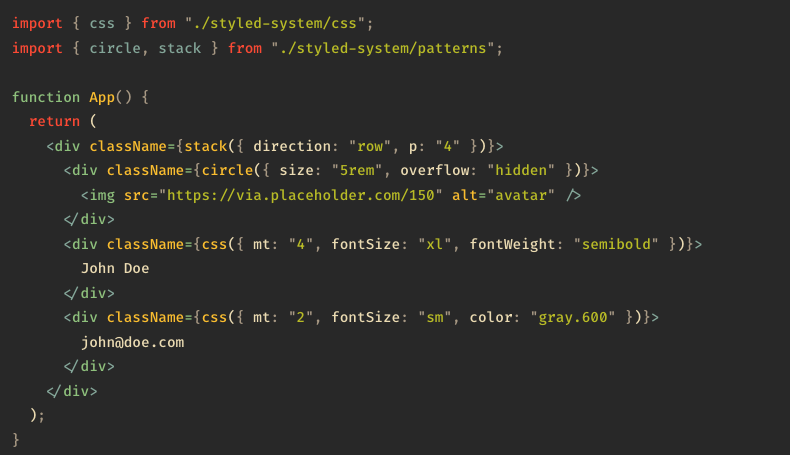 import { css } from "./styled-system/css";
import { circle, stack } from "./styled-system/patterns";

function App() {
  return (
    <div className={stack({ direction: "row", p: "4" })}>
      <div className={circle({ size: "5rem", overflow: "hidden" })}>
        <img src="https://via.placeholder.com/150" alt="avatar" />
      </div>
      <div className={css({ mt: "4", fontSize: "xl", fontWeight: "semibold" })}>
        John Doe
      </div>
      <div className={css({ mt: "2", fontSize: "sm", color: "gray.600" })}>
        john@doe.com
      </div>
    </div>
  );
}